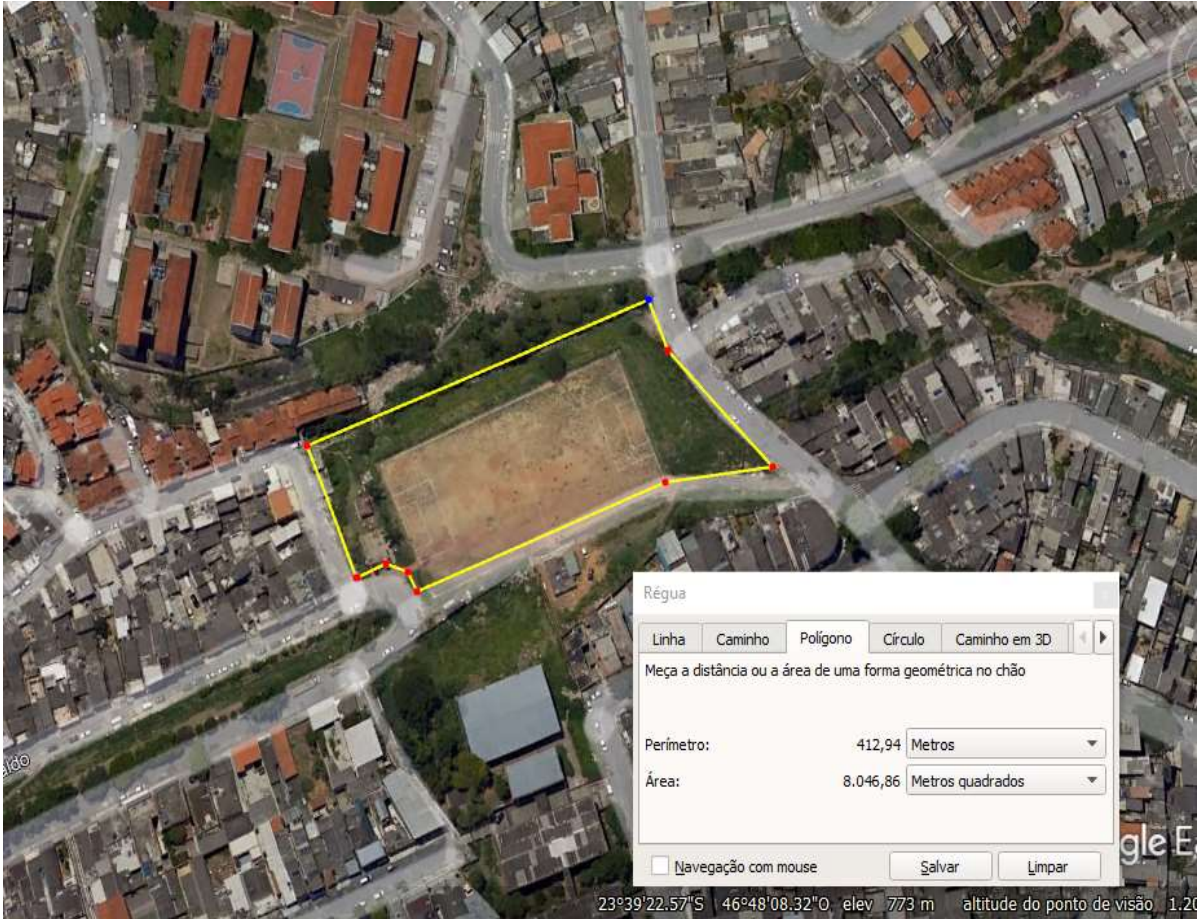 Régua
Linha Caminho Polígono Círculo Caminho em 3D
Meça a distância ou a área de uma forma geométrica no chão
Perímetro: 412,94 Metros
Área: 8.046,86 Metros quadrados
Navegação com mouse Salvar Limpar
gle Ea
aldo
23°39'22.57"S 46°48'08.32"O elev 773 m altitude do ponto de visão 1.20